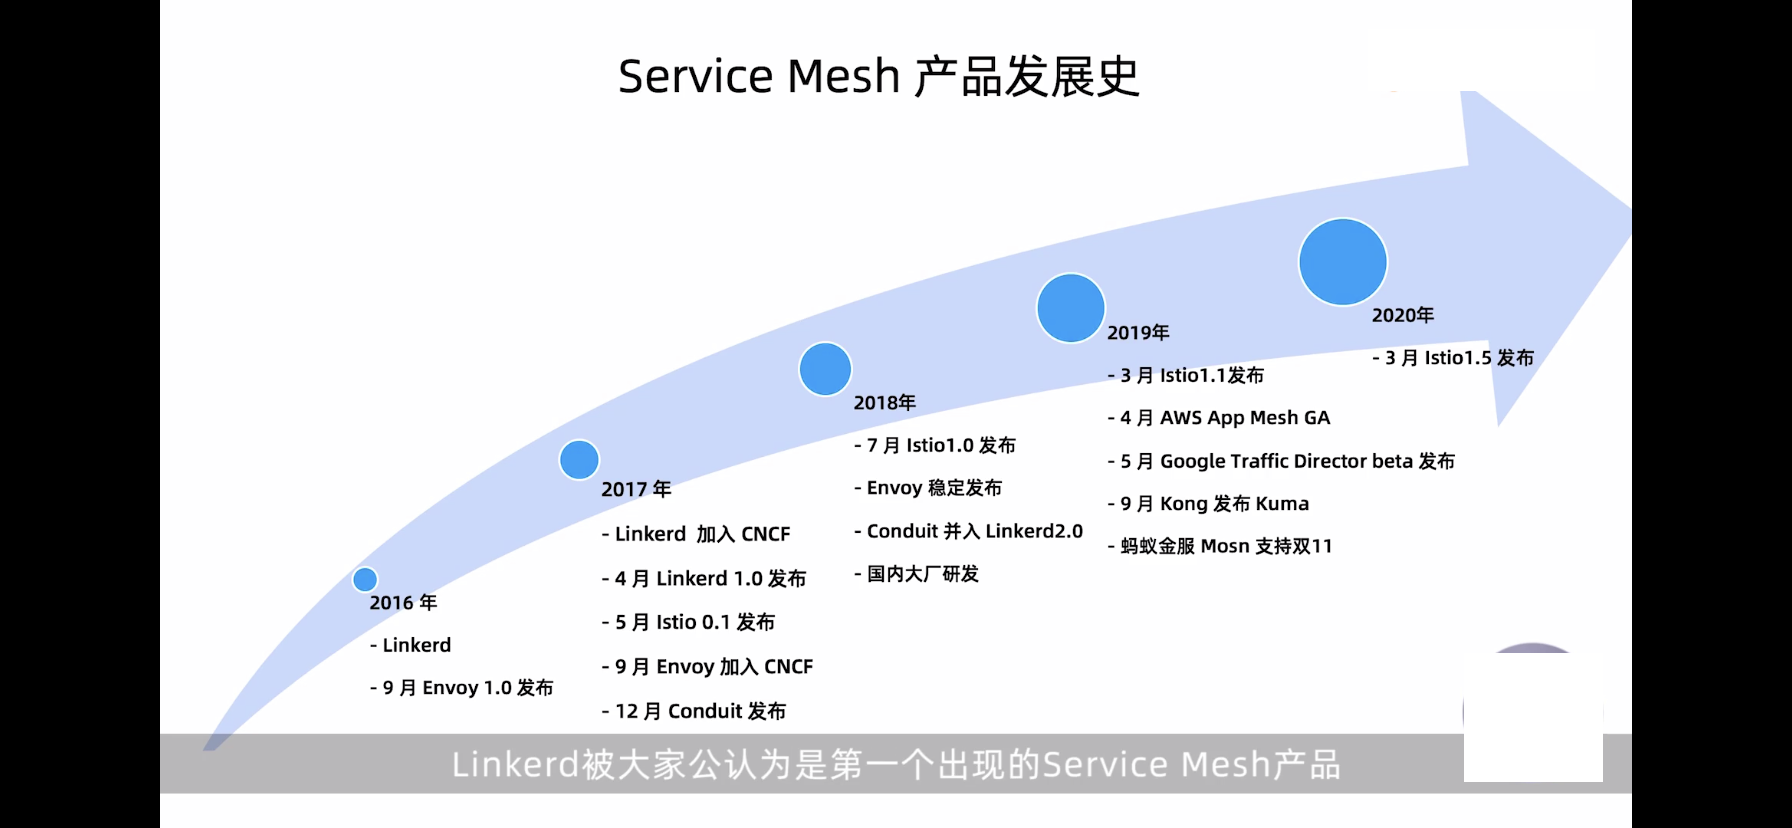 Service Mesh 产品发展史
2016 年
- Linkerd
- 9 月 Envoy 1.0 发布
2017 年
- Linkerd 加入 CNCF
- 4 月 Linkerd 1.0 发布
- 5 月 Istio 0.1 发布
- 9 月 Envoy 加入 CNCF
- 12 月 Conduit 发布
2018年
- 7 月 Istio1.0 发布
- Envoy 稳定发布
- Conduit 并入 Linkerd2.0
- 国内大厂研发
2019年
- 3 月 Istio1.1发布
- 4 月 AWS App Mesh GA
- 5 月 Google Traffic Director beta 发布
- 9 月 Kong 发布 Kuma
- 蚂蚁金服 Mosn 支持双11
2020年
- 3 月 Istio1.5 发布
Linkerd被大家公认为是第一个出现的Service Mesh产品